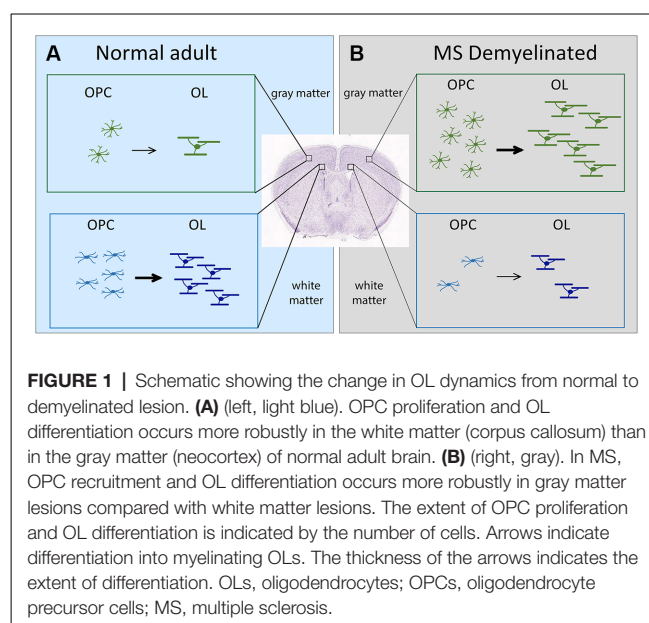 A Normal adult
B MS Demyelinated
OPC OL
gray matter
gray matter
OPC OL
OPC OL
white
matter
white
matter
OPC OL
FIGURE 1 | Schematic showing the change in OL dynamics from normal to
demyelinated lesion. (A) (left, light blue). OPC proliferation and OL
differentiation occurs more robustly in the white matter (corpus callosum) than
in the gray matter (neocortex) of normal adult brain. (B) (right, gray). In MS,
OPC recruitment and OL differentiation occurs more robustly in gray matter
lesions compared with white matter lesions. The extent of OPC proliferation
and OL differentiation is indicated by the number of cells. Arrows indicate
differentiation into myelinating OLs. The thickness of the arrows indicates the
extent of differentiation. OLs, oligodendrocytes; OPCs, oligodendrocyte
precursor cells; MS, multiple sclerosis.